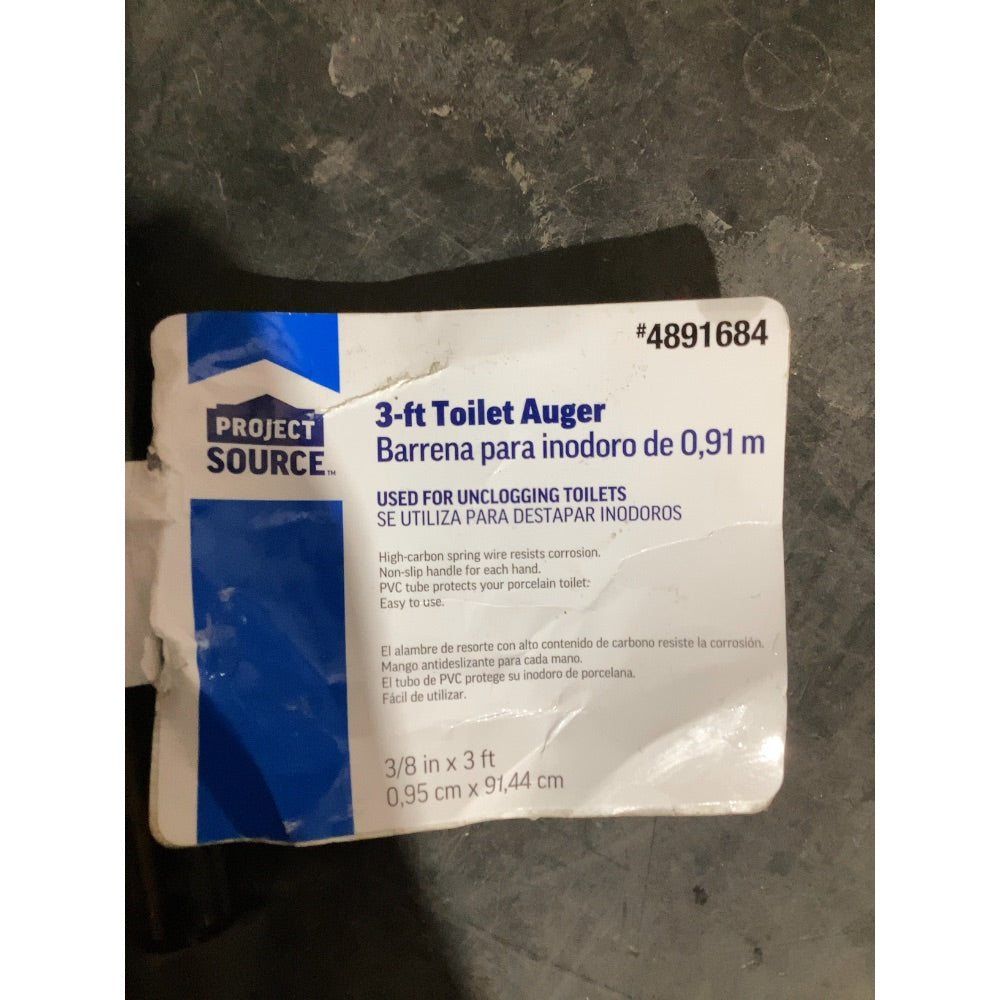 #4891684
PROJECT
SOURCE™
3-ft Toilet Auger
Barrena para inodoro de 0,91 m
USED FOR UNCLOGGING TOILETS
SE UTILIZA PARA DESTAPAR INODOROS
High-carbon spring wire resists corrosion.
Non-slip handle for each hand.
PVC tube protects your porcelain toilet.
Easy to use.
El alambre de resorte con alto contenido de carbono resiste la corrosión.
Mango antideslizante para cada mano.
El tubo de PVC protege su inodoro de porcelana.
Fácil de utilizar.
3/8 in x 3 ft
0,95 cm x 91,44 cm